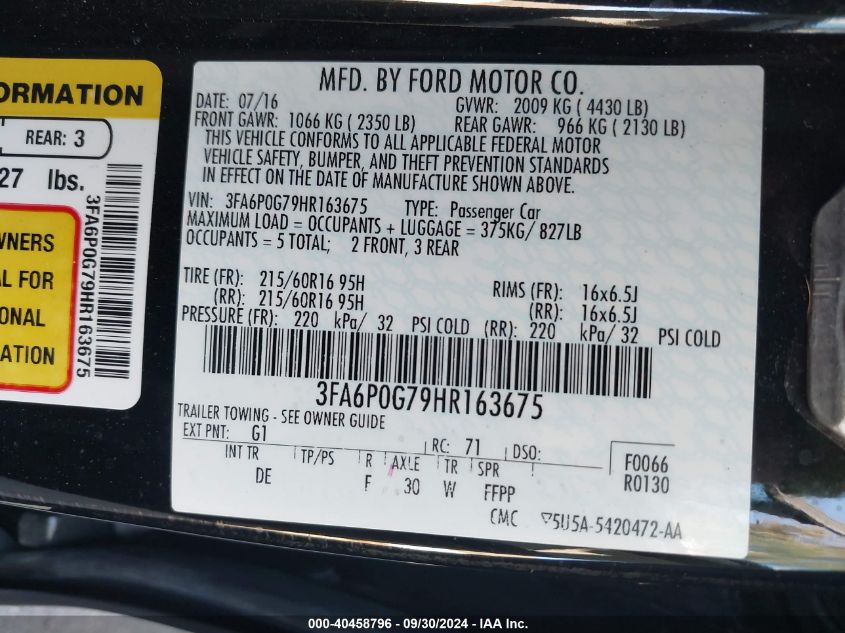 ORMATION
REAR: 3
27 lbs.
WNERS
AL FOR
ONAL
ATION
3FA6P0G79HR163675
MFD. BY FORD MOTOR CO.
DATE: 07/16 GVWR: 2009 KG ( 4430 LB)
FRONT GAWR: 1066 KG ( 2350 LB) REAR GAWR: 966 KG ( 2130 LB)
THIS VEHICLE CONFORMS TO ALL APPLICABLE FEDERAL MOTOR
VEHICLE SAFETY, BUMPER, AND THEFT PREVENTION STANDARDS
IN EFFECT ON THE DATE OF MANUFACTURE SHOWN ABOVE.
VIN: 3FA6P0G79HR163675 TYPE: Passenger Car
MAXIMUM LOAD = OCCUPANTS + LUGGAGE = 375KG/ 827LB
OCCUPANTS = 5 TOTAL; 2 FRONT, 3 REAR
TIRE (FR): 215/60R16 95H RIMS (FR): 16x6.5J
(RR): 215/60R16 95H (RR): 16x6.5J
PRESSURE (FR): 220 kPa/ 32 PSI COLD (RR): 220 kPa/ 32 PSI COLD
3FA6P0G79HR163675
TRAILER TOWING - SEE OWNER GUIDE
EXT PNT: G1 RC: 71 DSO: F0066
INT TR TP/PS R AXLE TR SPR R0130
DE F 30 W FFPP
CMC ▽5U5A-5420472-AA
000-40458796 - 09/30/2024 - IAA Inc.